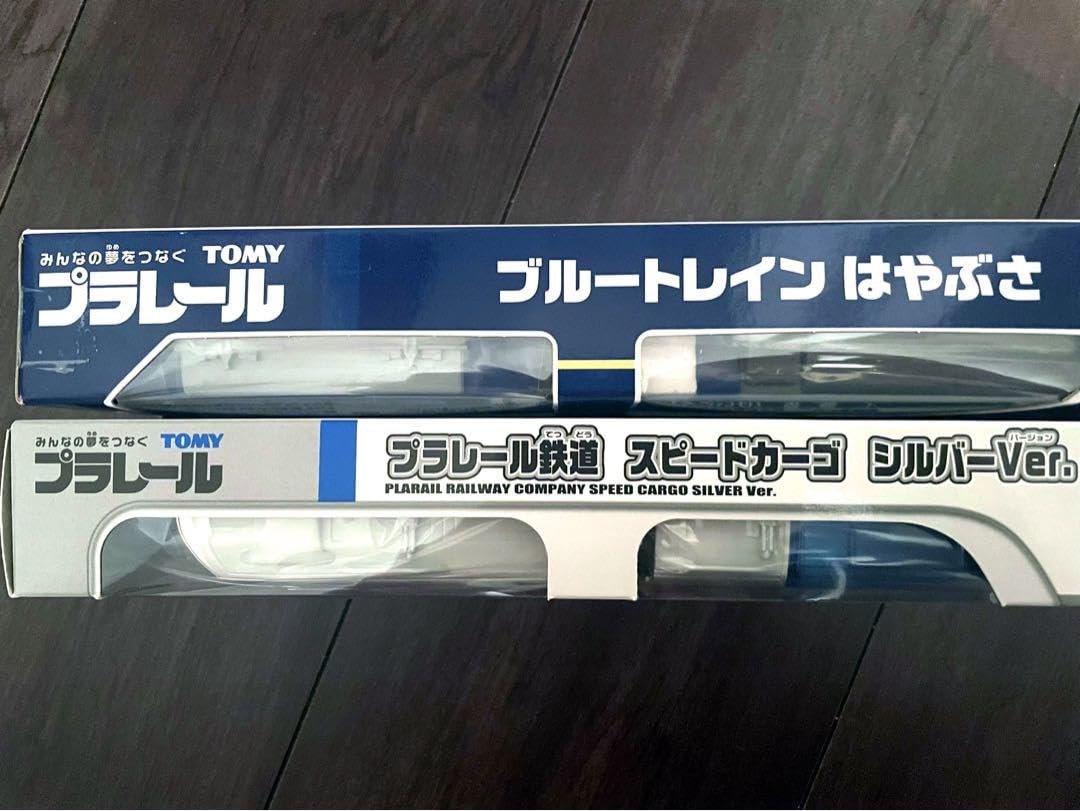 みんなの夢をつなぐ TOMY
プラレール
ブルートレイン はやぶさ
みんなの夢をつなぐ TOMY
プラレール
プラレール鉄道 スピードカーゴ シルバーVer.
PLARAIL RAILWAY COMPANY SPEED CARGO SILVER Ver.